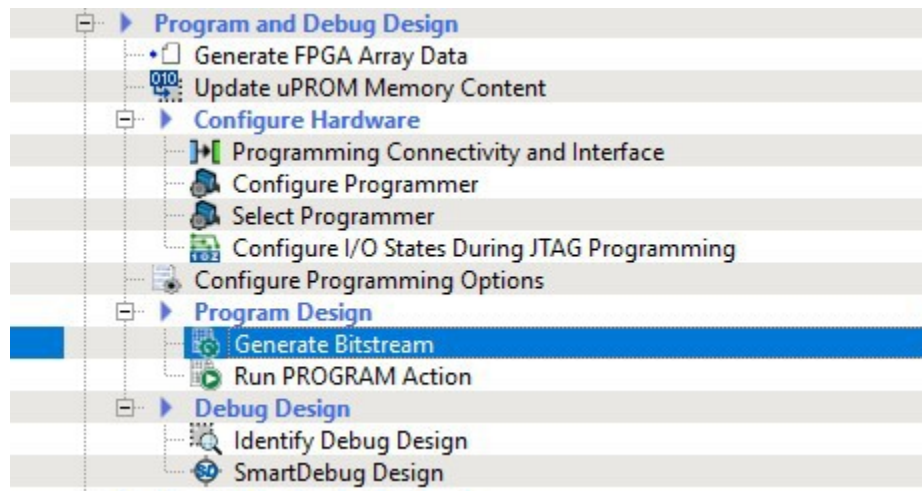 Program and Debug Design
Generate FPGA Array Data
Update uPROM Memory Content
Configure Hardware
Programming Connectivity and Interface
Configure Programmer
Select Programmer
Configure I/O States During JTAG Programming
Configure Programming Options
Program Design
Generate Bitstream
Run PROGRAM Action
Debug Design
Identify Debug Design
SmartDebug Design